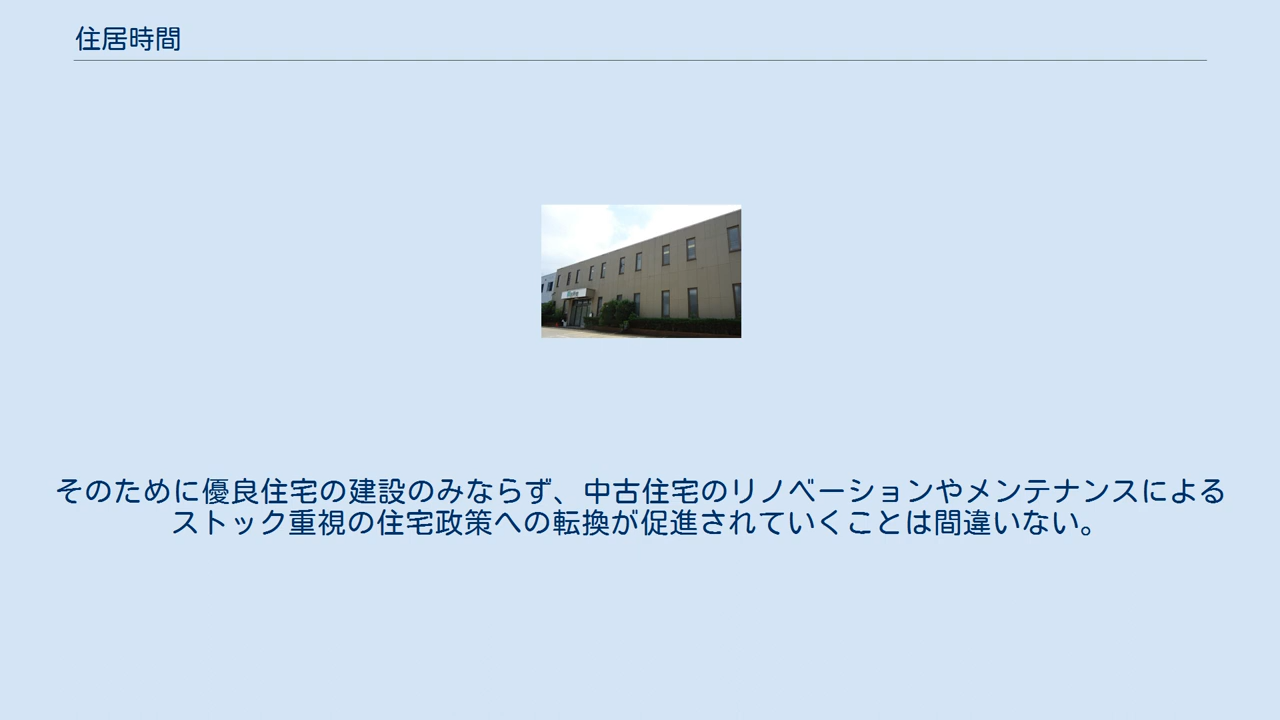 住居時間
そのために優良住宅の建設のみならず、中古住宅のリノベーションやメンテナンスによる
ストック重視の住宅政策への転換が促進されていくことは間違いない。